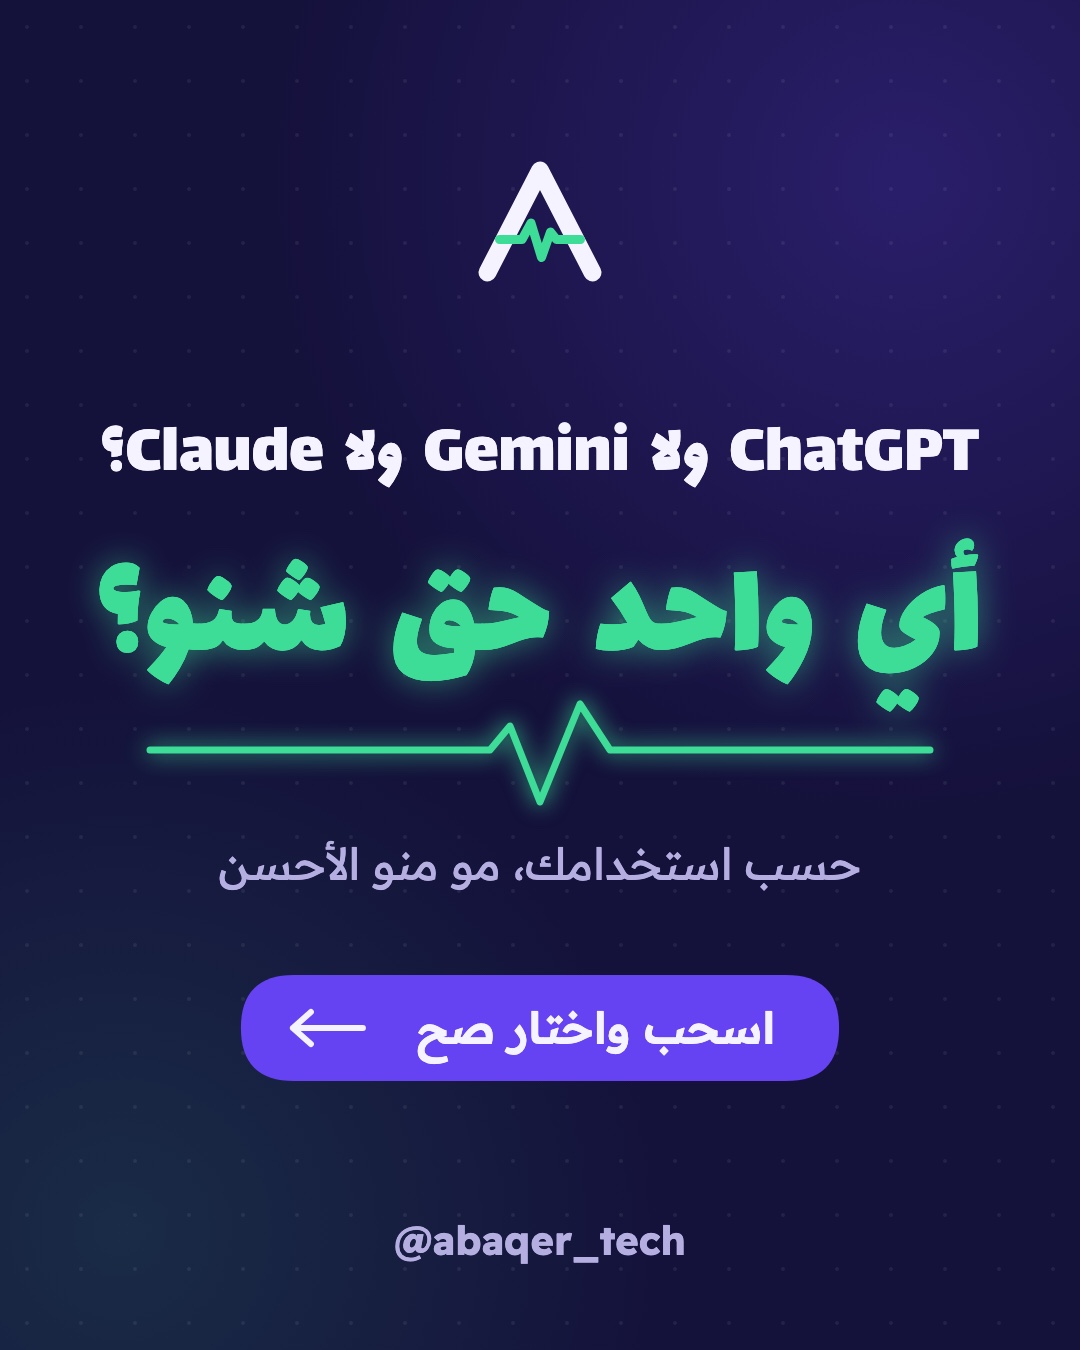 ChatGPT ولا Gemini ولا Claude؟
أي واحد حق شنو؟
حسب استخدامك، مو منو الأحسن
اسحب واختار صح
@abaqer_tech